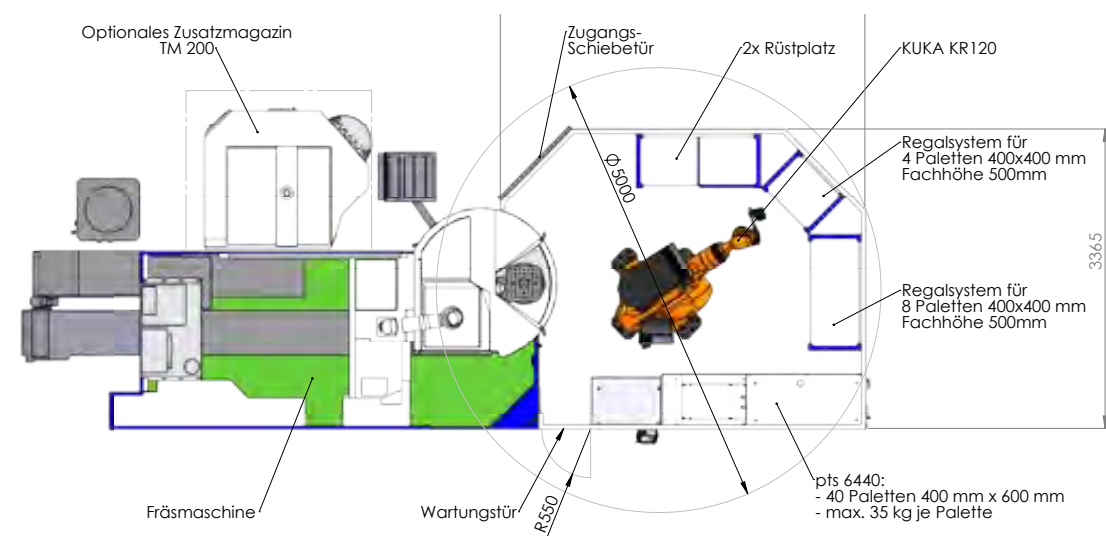 Optionales Zusatzmagazin
TM 200
Zugangs-
Schiebetür
2x Rüstplatz
KUKA KR120
Regalsystem für
4 Paletten 400x400 mm
Fachhöhe 500mm
Ø5000
3365
Regalsystem für
8 Paletten 400x400 mm
Fachhöhe 500mm
Fräsmaschine
Wartungstür
R550
pts 6440:
- 40 Paletten 400 mm x 600 mm
- max. 35 kg je Palette